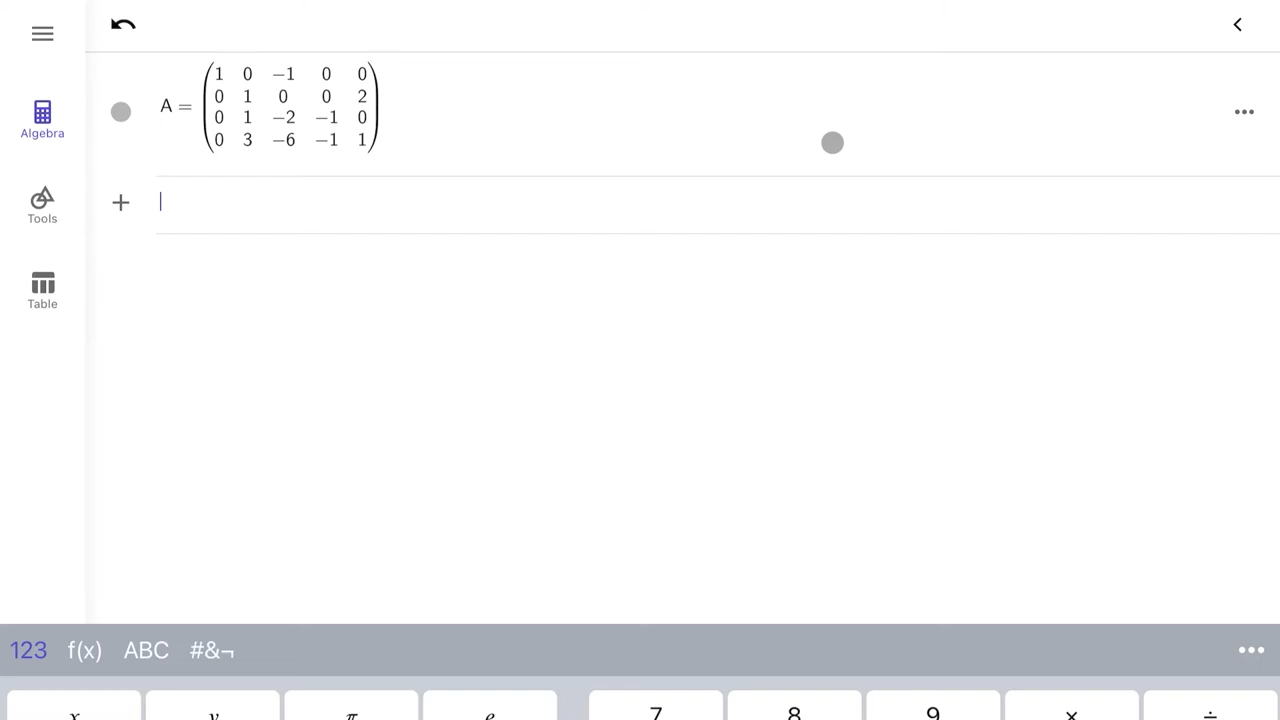 A = ( 1 0 −1 0 0
0 1 0 0 2
0 1 −2 −1 0
0 3 −6 −1 1 )
Algebra
Tools
Table
123 f(x) ABC #&¬
x y π e 7 8 9 × ÷